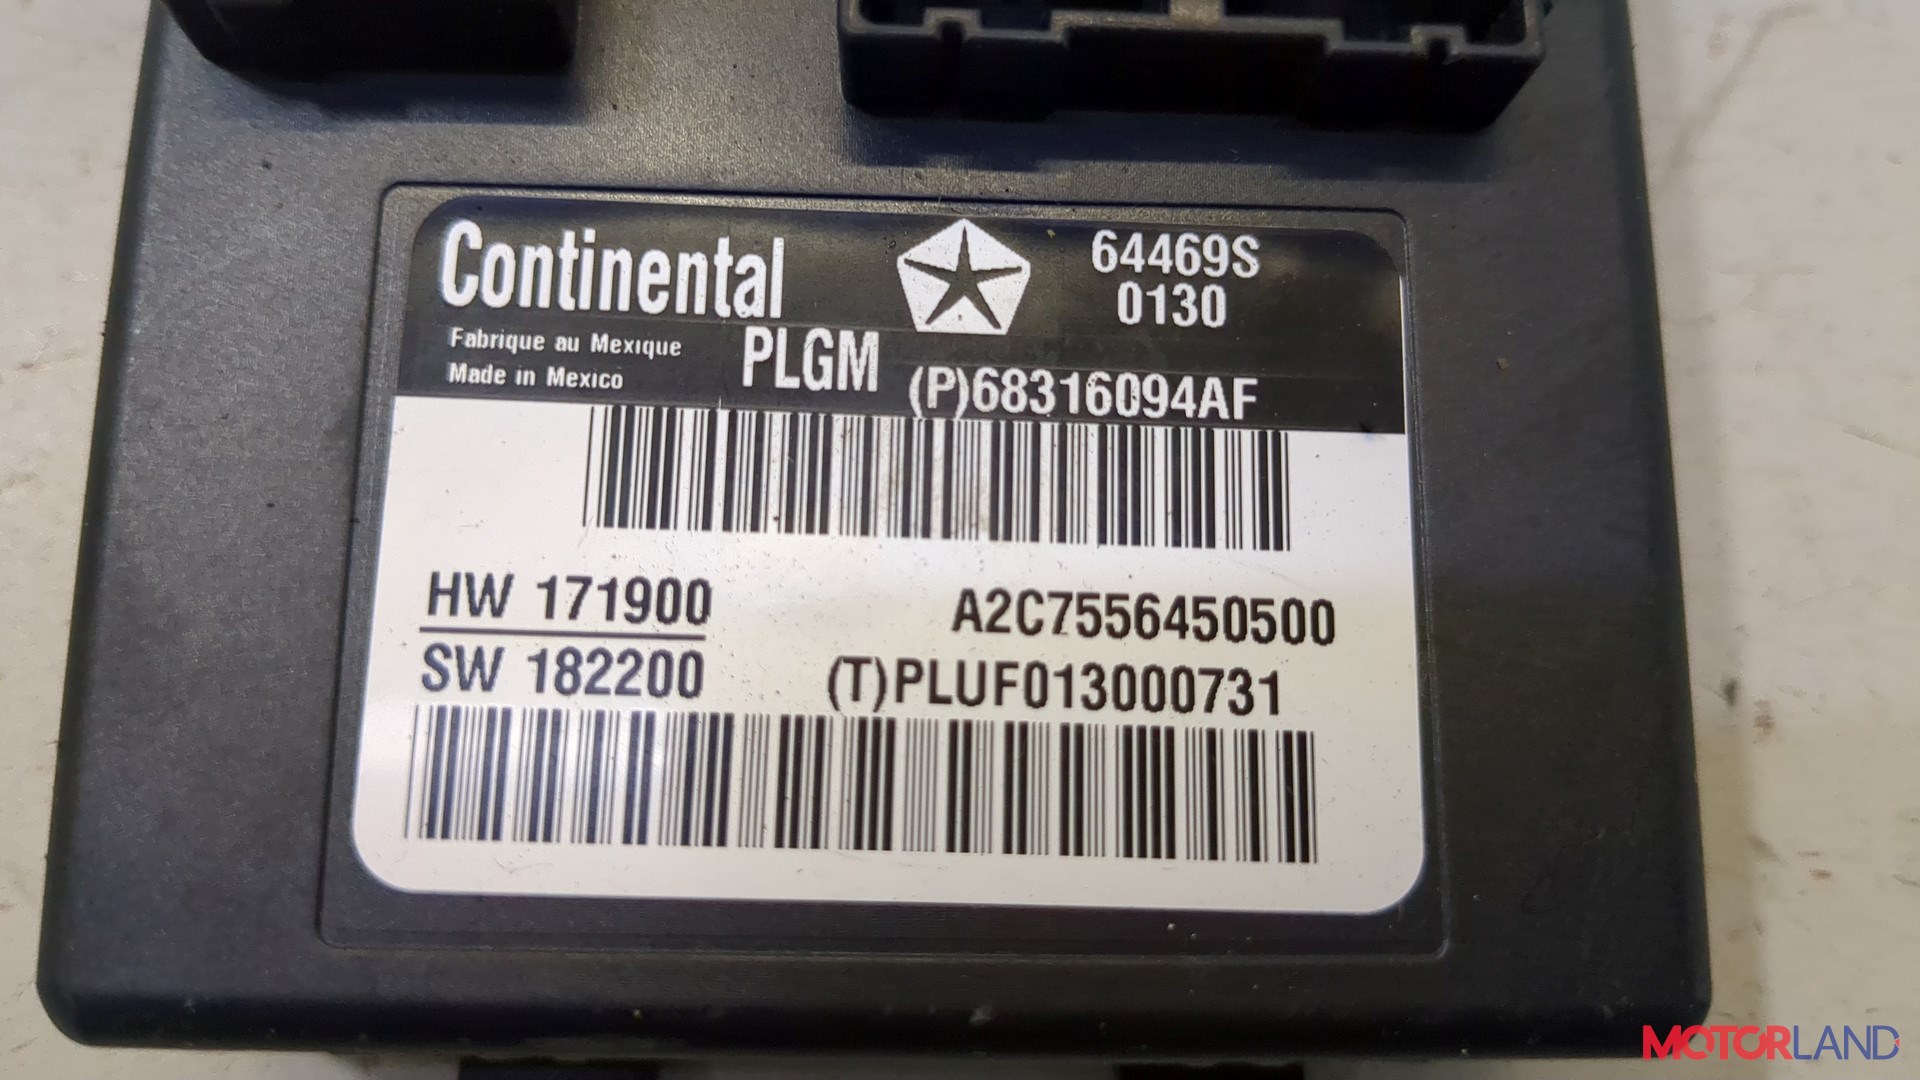 Continental
64469S
0130
Fabrique au Mexique
Made in Mexico
PLGM
(P)68316094AF
HW 171900
A2C7556450500
SW 182200
(T)PLUF013000731
MOTORLAND